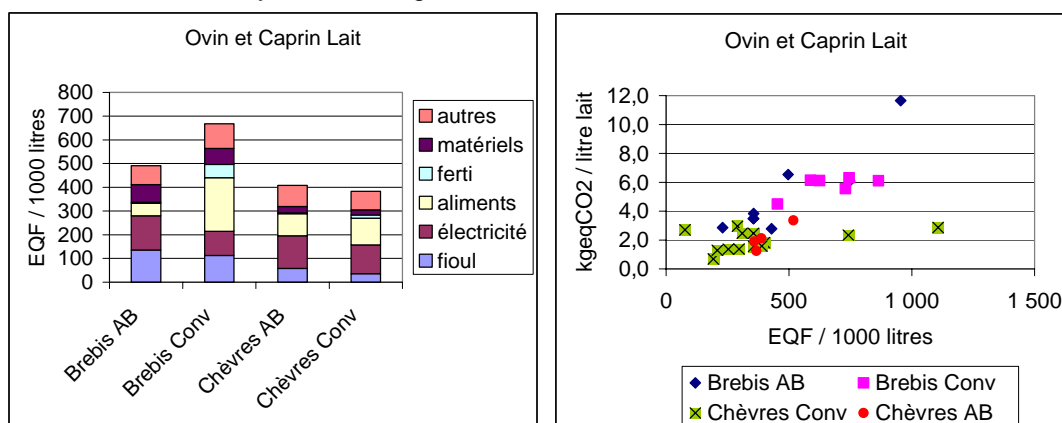 Ovin et Caprin Lait
800
700
600
500
400
300
200
100
0
EQF / 1000 litres
Brebis AB
Brebis Conv
Chèvres AB
Chèvres Conv
autres
matériels
ferti
aliments
électricité
fioul
Ovin et Caprin Lait
12,0
10,0
8,0
6,0
4,0
2,0
0,0
kgeqCO2 / litre lait
0 500 1 000 1 500
EQF / 1000 litres
Brebis AB Brebis Conv
Chèvres Conv Chèvres AB